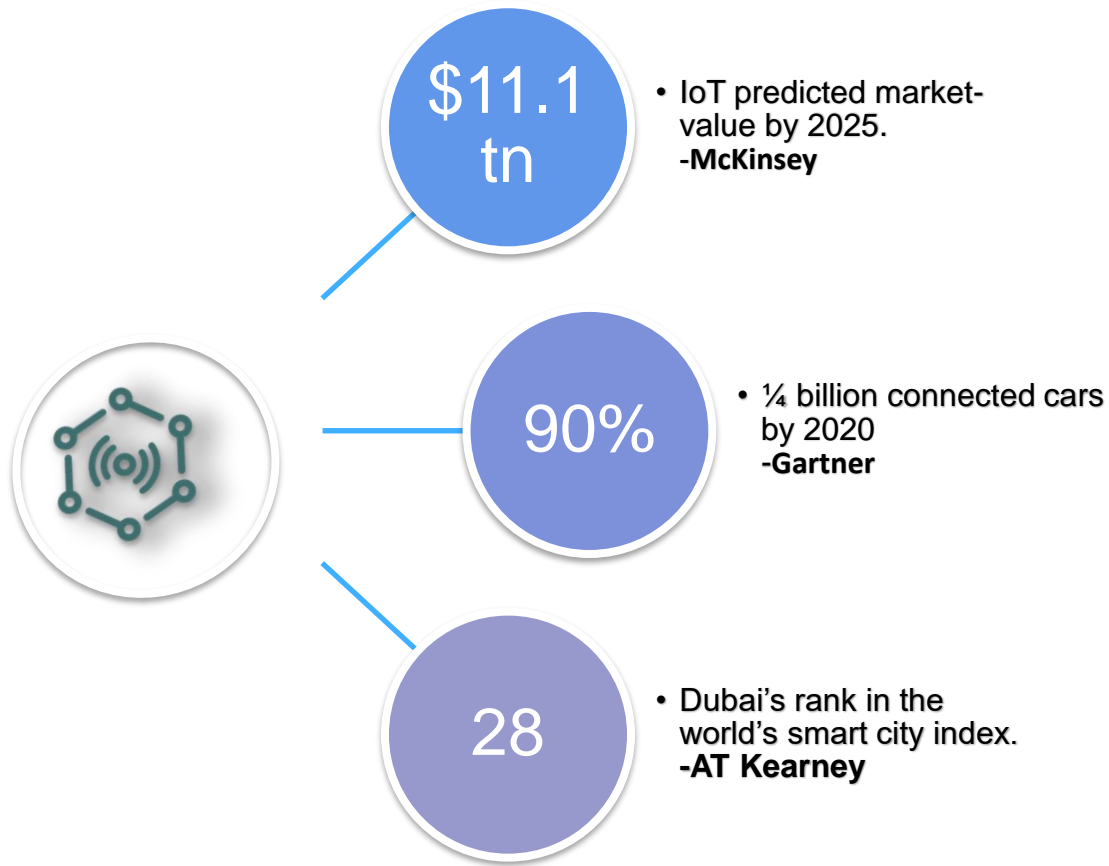 $11.1
tn
• IoT predicted market-
value by 2025.
-McKinsey
90%
• ¼ billion connected cars
by 2020
-Gartner
28
• Dubai’s rank in the
world’s smart city index.
-AT Kearney